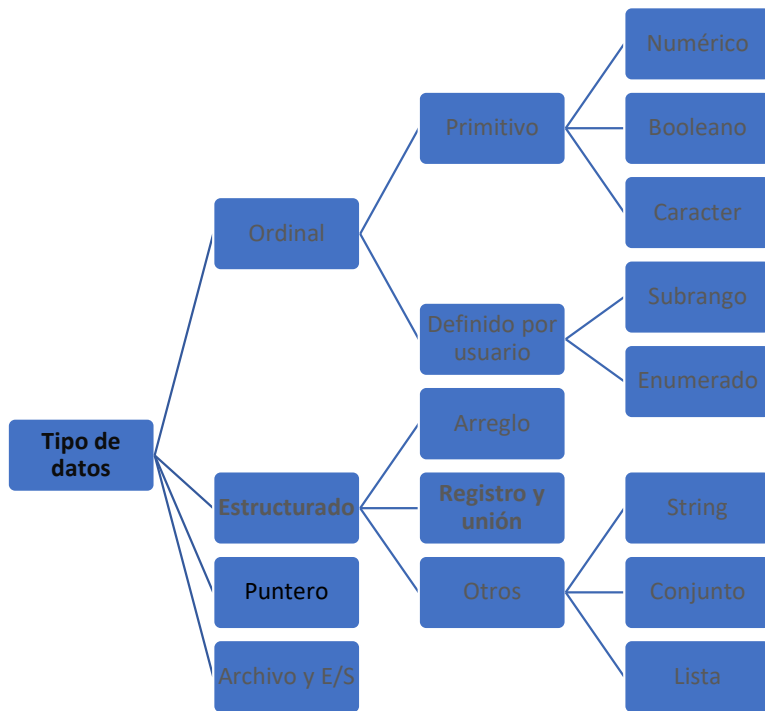 Numérico
Primitivo
Booleano
Caracter
Ordinal
Definido por
usuario
Subrango
Enumerado
Tipo de
datos
Arreglo
Estructurado
Registro y
unión
String
Puntero
Otros
Conjunto
Archivo y E/S
Lista